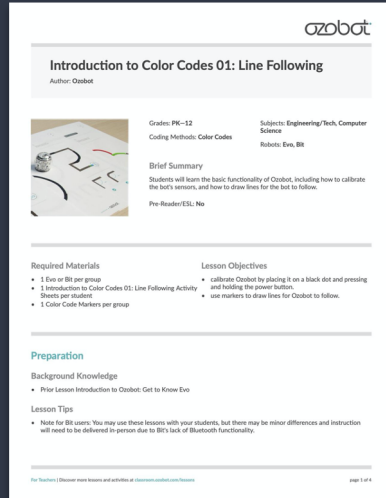 ozobot
Introduction to Color Codes 01: Line Following
Author: Ozobot
Grades: PK–12
Coding Methods: Color Codes
Subjects: Engineering/Tech, Computer
Science
Robots: Evo, Bit
Brief Summary
Students will learn the basic functionality of Ozobot, including how to calibrate
the bot's sensors, and how to draw lines for the bot to follow.
Pre-Reader/ESL: No
Required Materials
• 1 Evo or Bit per group
• 1 Introduction to Color Codes 01: Line Following Activity
Sheets per student
• 1 Color Code Markers per group
Lesson Objectives
• calibrate Ozobot by placing it on a black dot and pressing
and holding the power button.
• use markers to draw lines for Ozobot to follow.
Preparation
Background Knowledge
• Prior Lesson Introduction to Ozobot: Get to Know Evo
Lesson Tips
• Note for Bit users: You may use these lessons with your students, but there may be minor differences and instruction
will need to be delivered in-person due to Bit's lack of Bluetooth functionality.
For Teachers | Discover more lessons and activities at classroom.ozobot.com/lessons
page 1 of 4